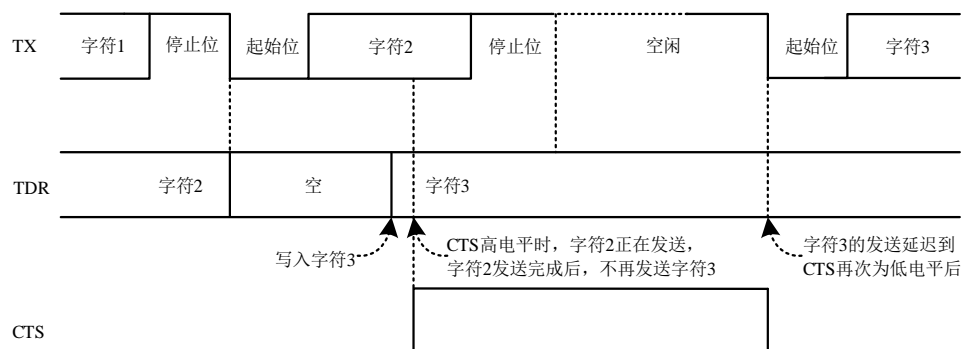 TX
字符1
停止位
起始位
字符2
停止位
空闲
起始位
字符3
TDR
字符2
空
字符3
写入字符3
CTS高电平时，字符2正在发送，
字符2发送完成后，不再发送字符3
字符3的发送延迟到
CTS再次为低电平后
CTS